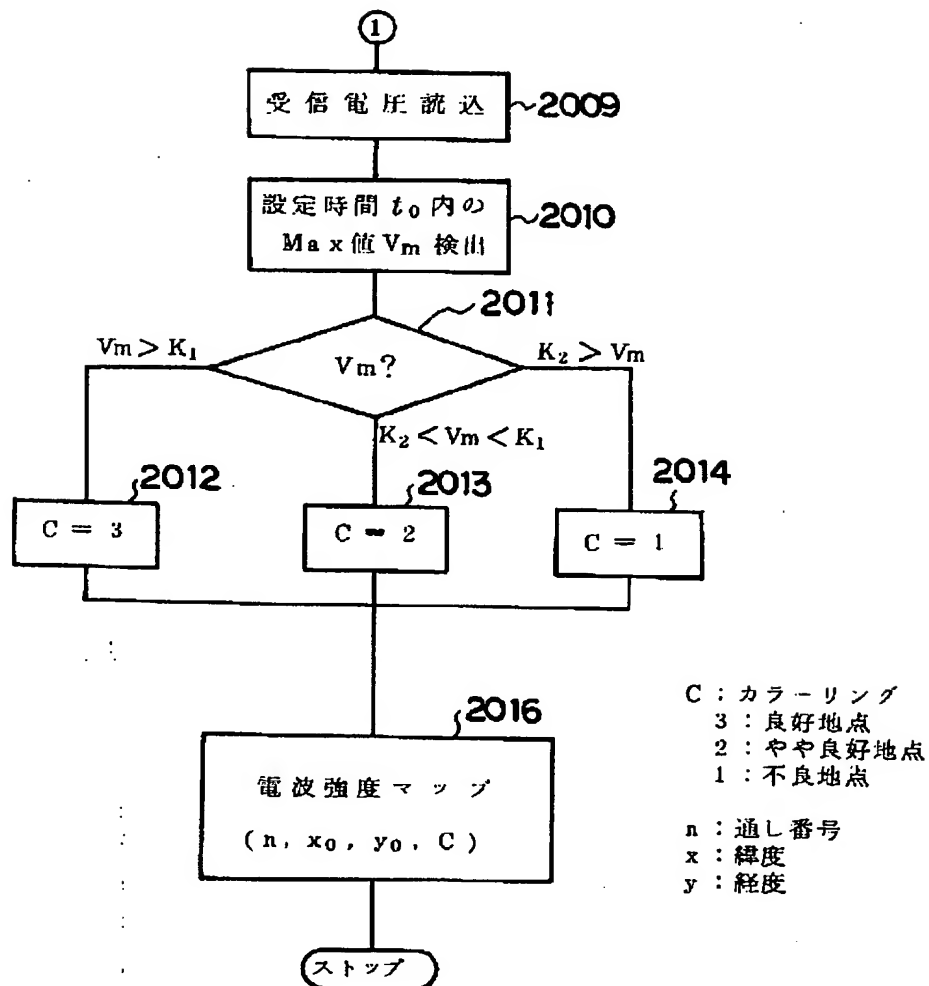 1
受信電圧読込
2009
設定時間 t₀ 内の
Max値 Vm 検出
2010
2011
Vm > K₁
Vm?
K₂ > Vm
K₂ < Vm < K₁
2012
2013
2014
C = 3
C = 2
C = 1
2016
電波強度マップ
(n, x₀, y₀, C)
ストップ
C：カラーリング
3：良好地点
2：やや良好地点
1：不良地点
n：通し番号
x：緯度
y：経度